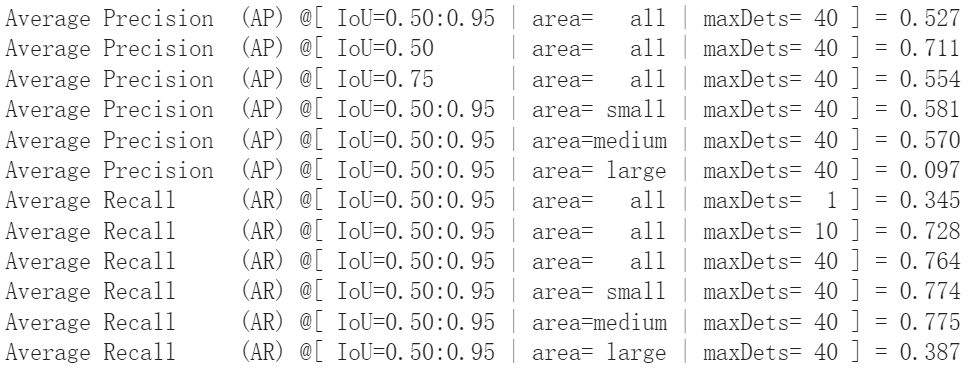 Average Precision  (AP) @[ IoU=0.50:0.95 | area=   all | maxDets= 40 ] = 0.527
Average Precision  (AP) @[ IoU=0.50      | area=   all | maxDets= 40 ] = 0.711
Average Precision  (AP) @[ IoU=0.75      | area=   all | maxDets= 40 ] = 0.554
Average Precision  (AP) @[ IoU=0.50:0.95 | area= small | maxDets= 40 ] = 0.581
Average Precision  (AP) @[ IoU=0.50:0.95 | area=medium | maxDets= 40 ] = 0.570
Average Precision  (AP) @[ IoU=0.50:0.95 | area= large | maxDets= 40 ] = 0.097
Average Recall     (AR) @[ IoU=0.50:0.95 | area=   all | maxDets=  1 ] = 0.345
Average Recall     (AR) @[ IoU=0.50:0.95 | area=   all | maxDets= 10 ] = 0.728
Average Recall     (AR) @[ IoU=0.50:0.95 | area=   all | maxDets= 40 ] = 0.764
Average Recall     (AR) @[ IoU=0.50:0.95 | area= small | maxDets= 40 ] = 0.774
Average Recall     (AR) @[ IoU=0.50:0.95 | area=medium | maxDets= 40 ] = 0.775
Average Recall     (AR) @[ IoU=0.50:0.95 | area= large | maxDets= 40 ] = 0.387